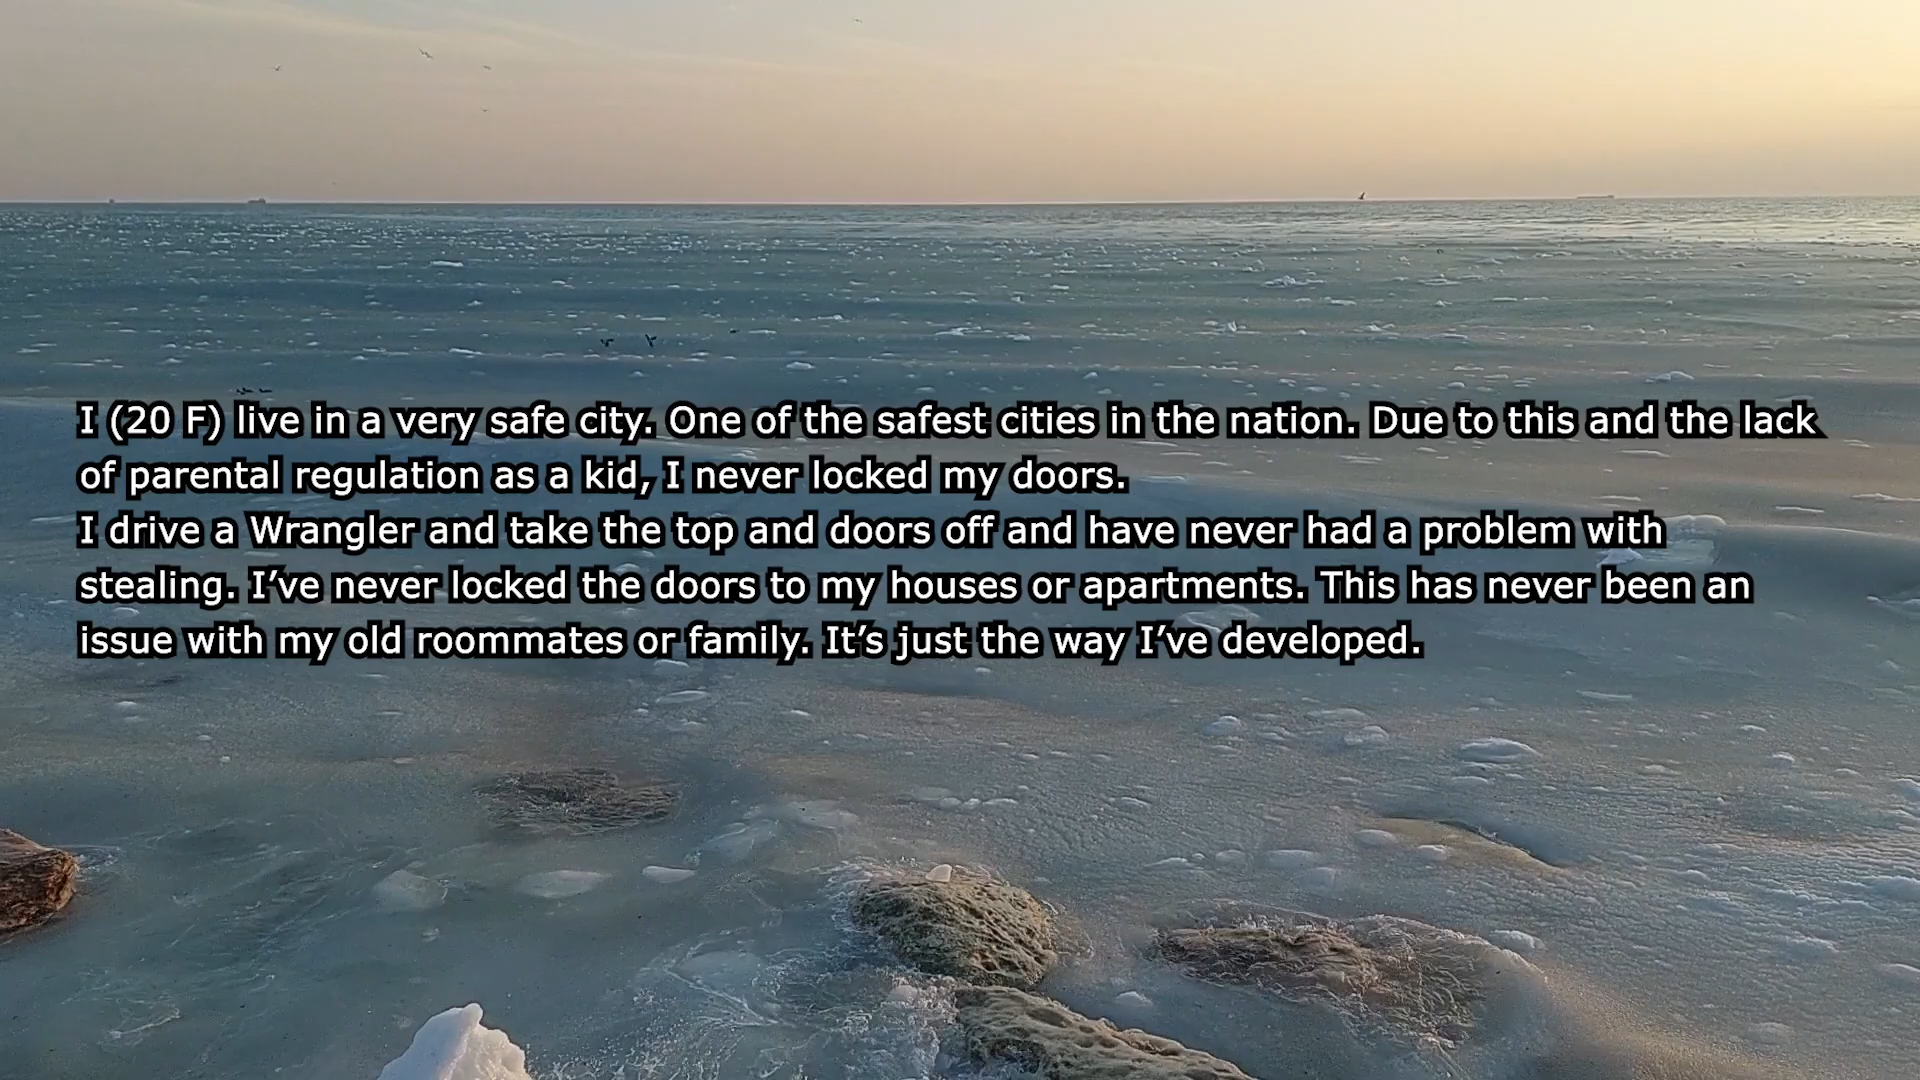 I (20 F) live in a very safe city. One of the safest cities in the nation. Due to this and the lack
of parental regulation as a kid, I never locked my doors.
I drive a Wrangler and take the top and doors off and have never had a problem with
stealing. I’ve never locked the doors to my houses or apartments. This has never been an
issue with my old roommates or family. It’s just the way I’ve developed.